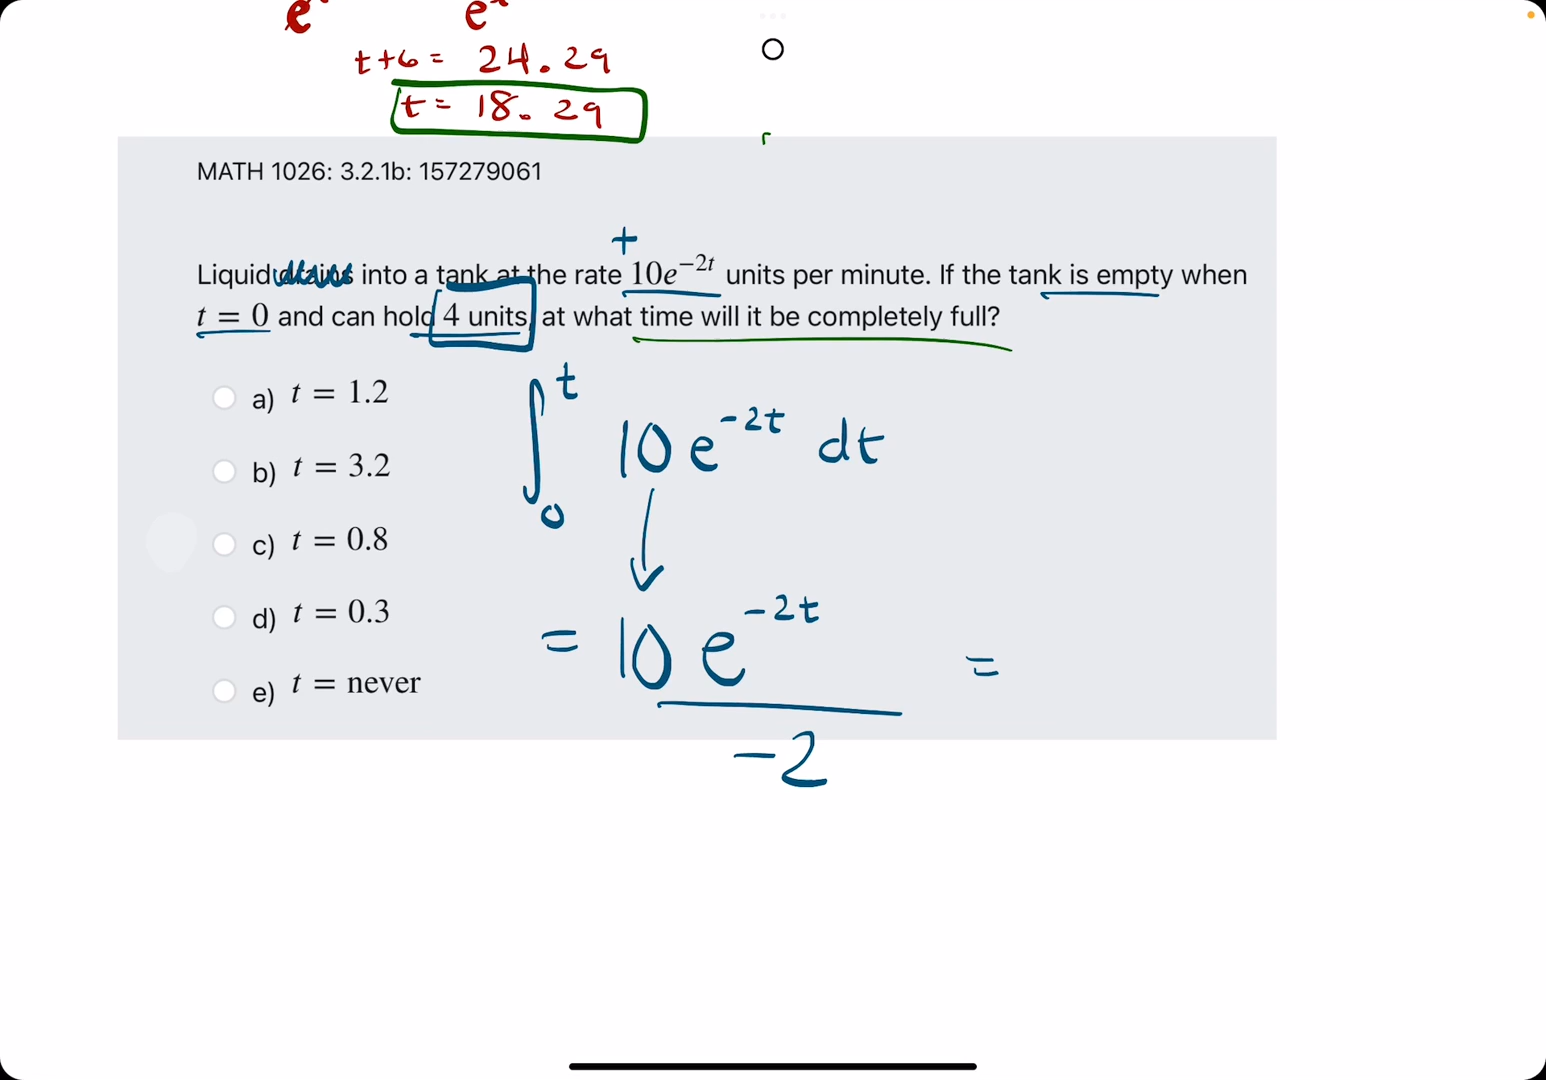 e
e
t+6 = 24.29
t = 18.29
MATH 1026: 3.2.1b: 157279061
+
Liquid drains into a tank at the rate 10e^{-2t} units per minute. If the tank is empty when
t = 0 and can hold 4 units, at what time will it be completely full?
a) t = 1.2
b) t = 3.2
c) t = 0.8
d) t = 0.3
e) t = never
∫_0^t 10e^{-2t} dt
= 10e^{-2t} =
-2